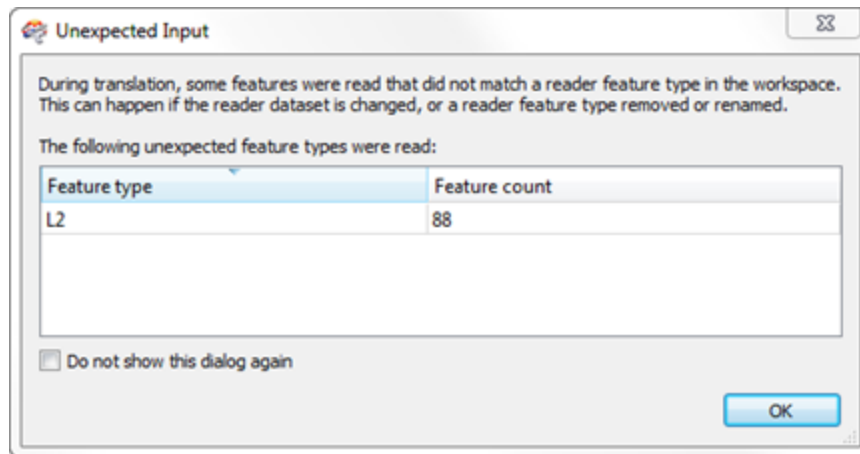 Unexpected Input
During translation, some features were read that did not match a reader feature type in the workspace.
This can happen if the reader dataset is changed, or a reader feature type removed or renamed.
The following unexpected feature types were read:
Feature type Feature count
L2 88
Do not show this dialog again
OK